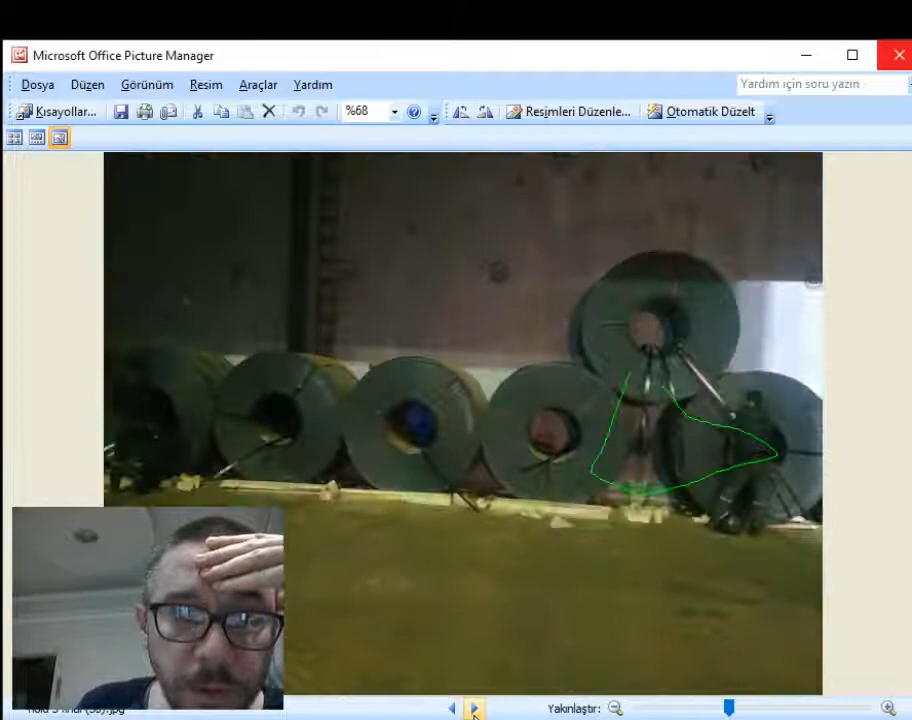 Microsoft Office Picture Manager
Dosya Düzen Görünüm Resim Araçlar Yardım
Yardım için soru yazın
Kısayollar... %68 Resimleri Düzenle... Otomatik Düzelt
Yakınlaştır: